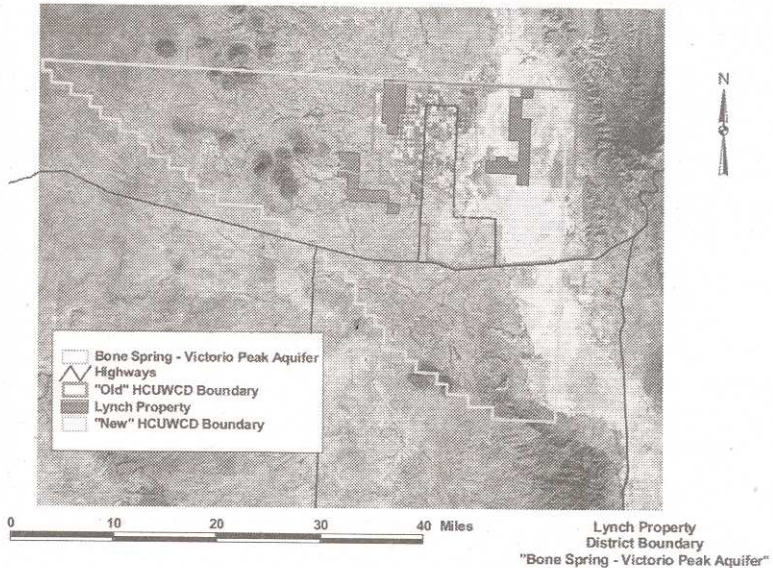 N
Bone Spring - Victorio Peak Aquifer
Highways
"Old" HCUWCD Boundary
Lynch Property
"New" HCUWCD Boundary
0 10 20 30 40 Miles
Lynch Property
District Boundary
"Bone Spring - Victorio Peak Aquifer"